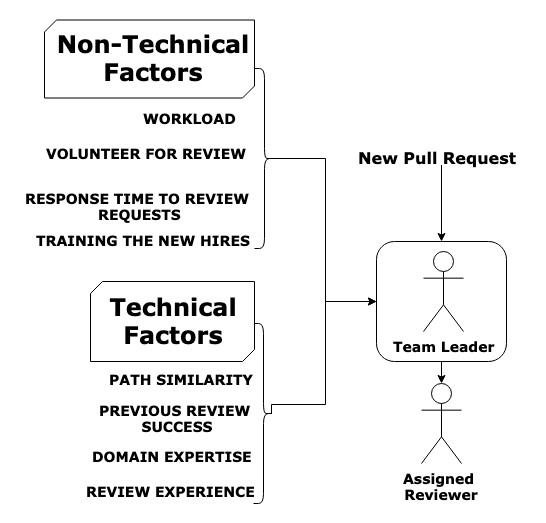 Non-Technical
Factors
WORKLOAD
VOLUNTEER FOR REVIEW
RESPONSE TIME TO REVIEW
REQUESTS
TRAINING THE NEW HIRES
Technical
Factors
PATH SIMILARITY
PREVIOUS REVIEW
SUCCESS
DOMAIN EXPERTISE
REVIEW EXPERIENCE
New Pull Request
Team Leader
Assigned
Reviewer